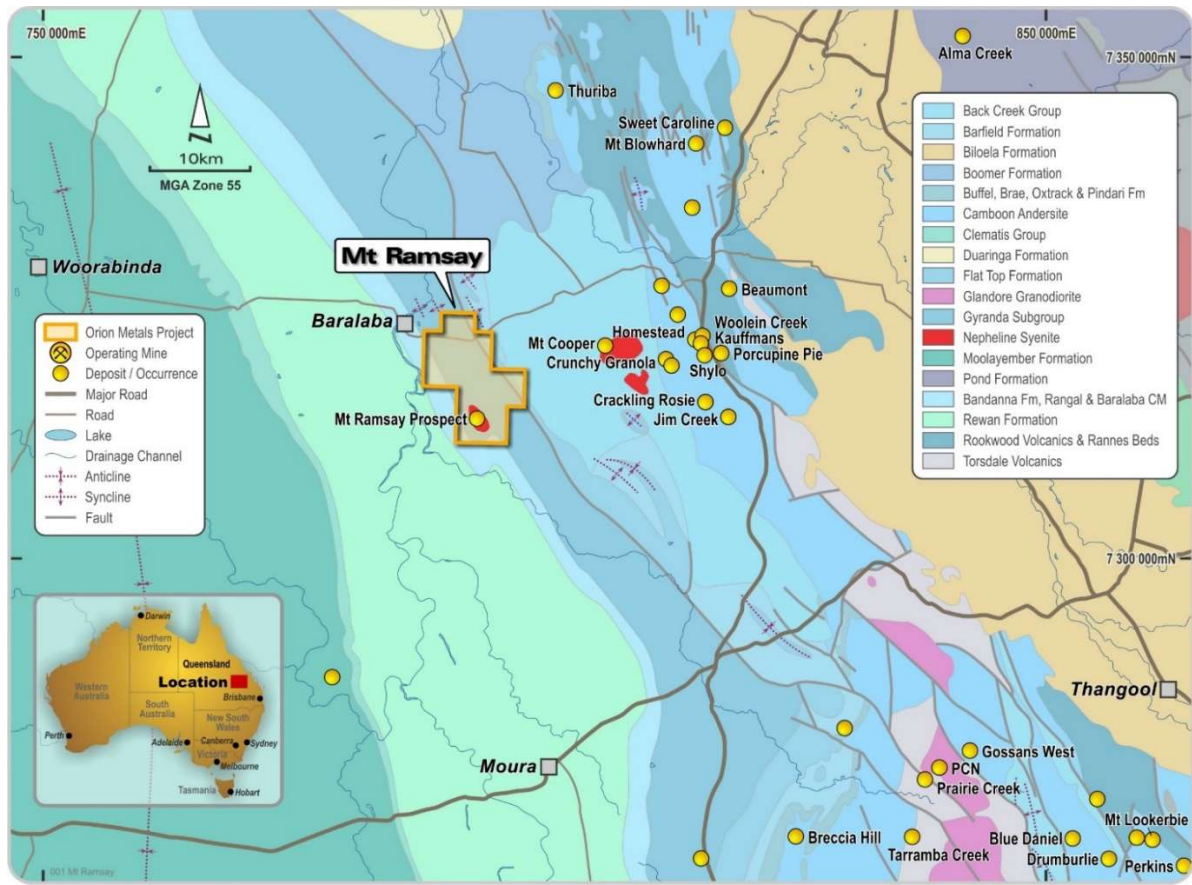 750 000mE
850 000mE
7 350 000mN
Alma Creek
Thuriba
Sweet Caroline
Mt Blowhard
N
10km
MGA Zone 55
Mt Ramsay
Woorabinda
Baralaba
Beaumont
Homestead
Woolein Creek
Kauffmans
Mt Cooper
Porcupine Pie
Crunchy Granola
Shylo
Crackling Rosie
Jim Creek
Mt Ramsay Prospect
Back Creek Group
Barfield Formation
Biloela Formation
Boomer Formation
Buffel, Brae, Oxtrack & Pindari Fm
Camboon Andersite
Clematis Group
Duaringa Formation
Flat Top Formation
Glandore Granodiorite
Gyranda Subgroup
Nepheline Syenite
Moolayember Formation
Pond Formation
Bandanna Fm, Rangal & Baralaba CM
Rewan Formation
Rookwood Volcanics & Rannes Beds
Torsdale Volcanics
Orion Metals Project
Operating Mine
Deposit / Occurrence
Major Road
Road
Lake
Drainage Channel
Anticline
Syncline
Fault
7 300 000mN
Darwin
Northern
Territory
Queensland
Location
Western
Australia
Brisbane
South
Australia
New South
Wales
Perth
Adelaide
Canberra
Sydney
Victoria
Melbourne
Tasmania
Hobart
Thangool
Moura
Gossans West
PCN
Prairie Creek
Mt Lookerbie
Breccia Hill
Tarramba Creek
Blue Daniel
Drumburlie
Perkins
001 Mt Ramsay